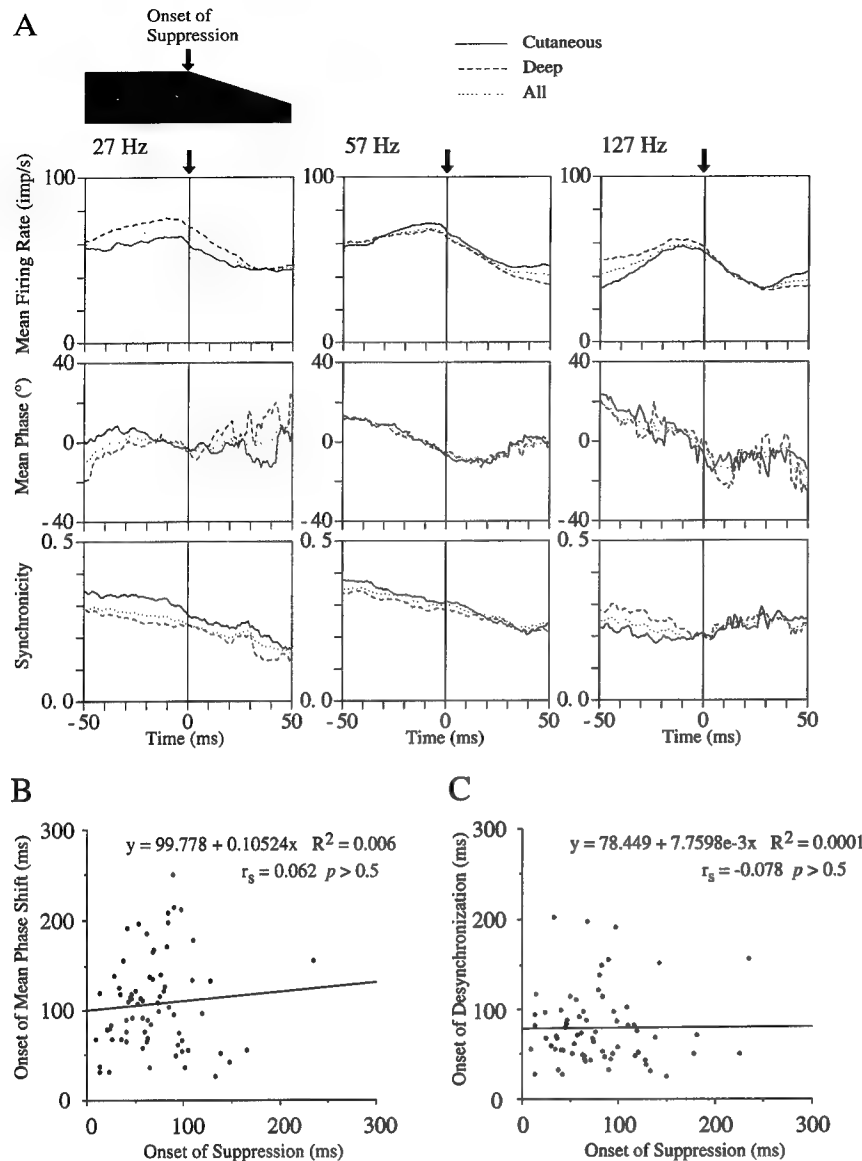 A
Onset of
Suppression
Cutaneous
Deep
All
27 Hz
57 Hz
127 Hz
Mean Firing Rate (imp/s)
100
0
100
0
100
0
Mean Phase (º)
40
0
-40
40
0
-40
40
0
-40
Synchronicity
0.5
0.0
0.5
0.0
0.5
0.0
-50 0 50
-50 0 50
-50 0 50
Time (ms)
Time (ms)
Time (ms)
B
y = 99.778 + 0.10524x R² = 0.006
rₛ = 0.062 p > 0.5
Onset of Mean Phase Shift (ms)
300
200
100
0
0 100 200 300
Onset of Suppression (ms)
C
y = 78.449 + 7.7598e-3x R² = 0.0001
rₛ = -0.078 p > 0.5
Onset of Desynchronization (ms)
300
200
100
0
0 100 200 300
Onset of Suppression (ms)